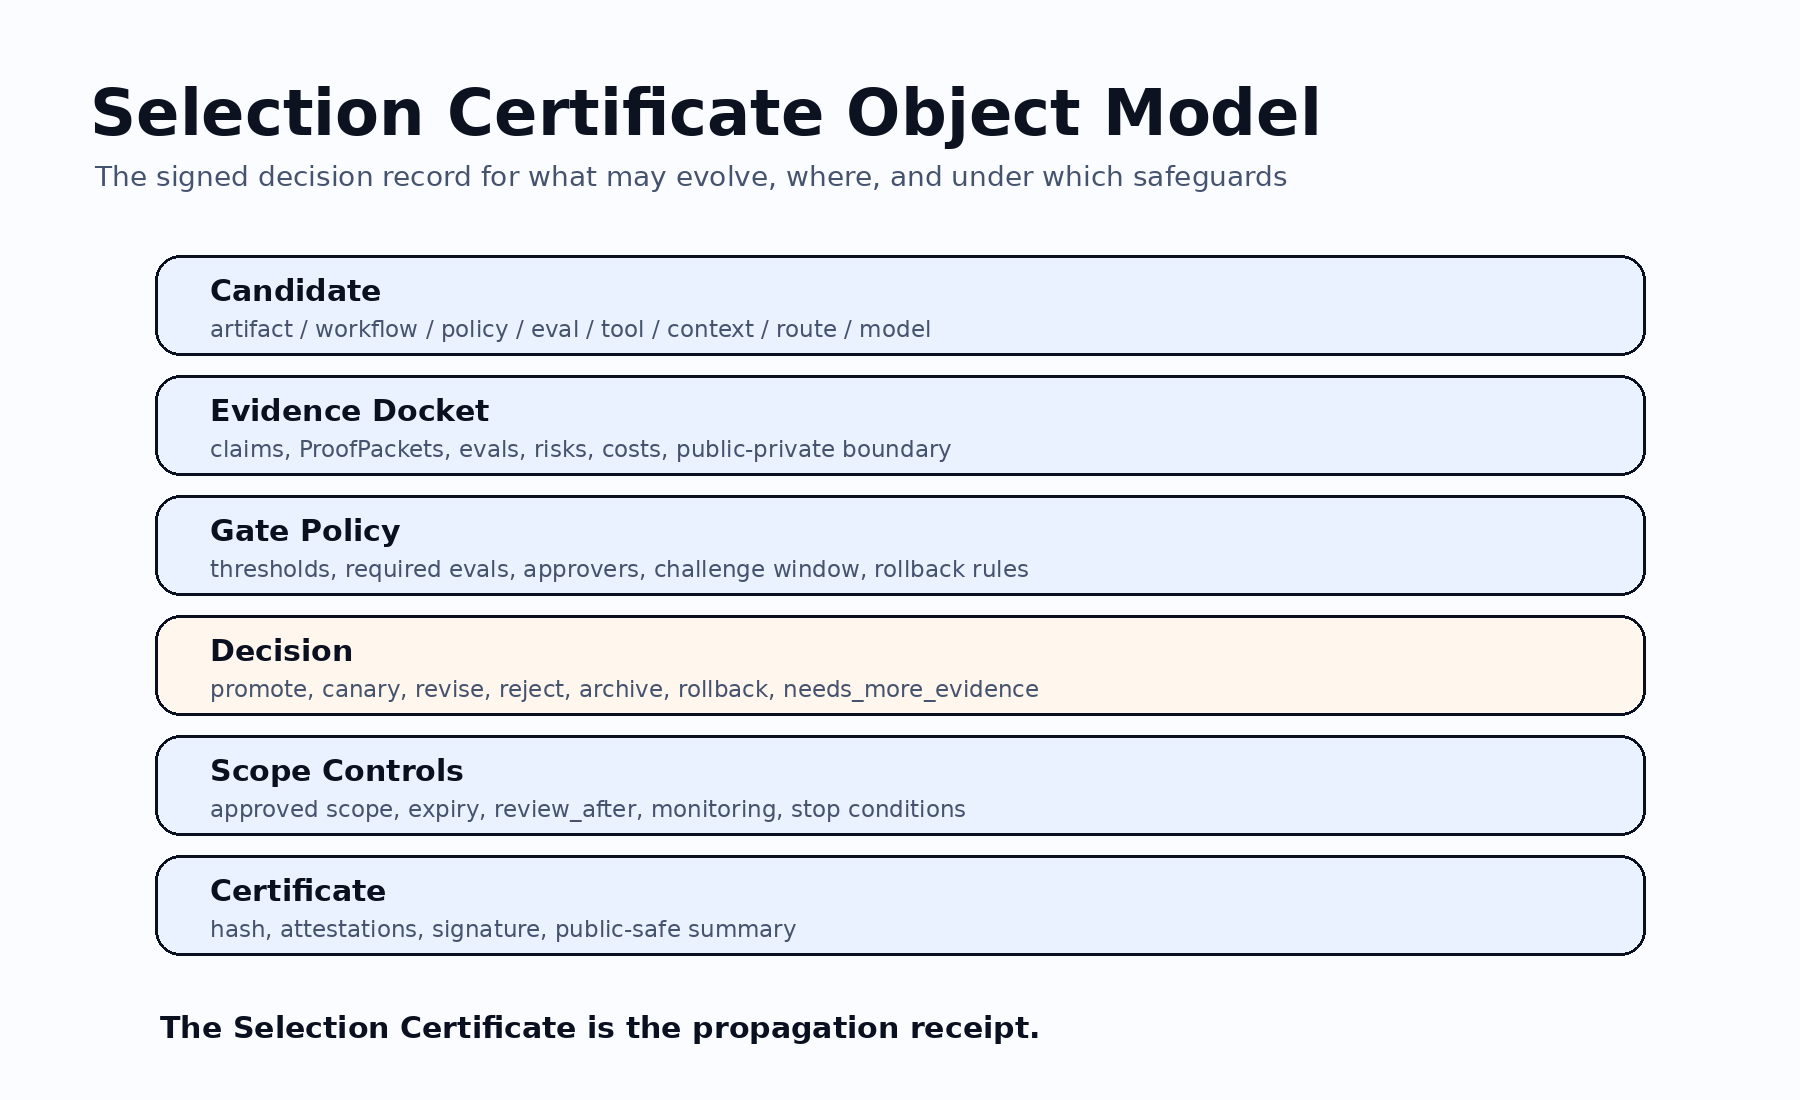 Selection Certificate Object Model
The signed decision record for what may evolve, where, and under which safeguards
Candidate
artifact / workflow / policy / eval / tool / context / route / model
Evidence Docket
claims, ProofPackets, evals, risks, costs, public-private boundary
Gate Policy
thresholds, required evals, approvers, challenge window, rollback rules
Decision
promote, canary, revise, reject, archive, rollback, needs_more_evidence
Scope Controls
approved scope, expiry, review_after, monitoring, stop conditions
Certificate
hash, attestations, signature, public-safe summary
The Selection Certificate is the propagation receipt.